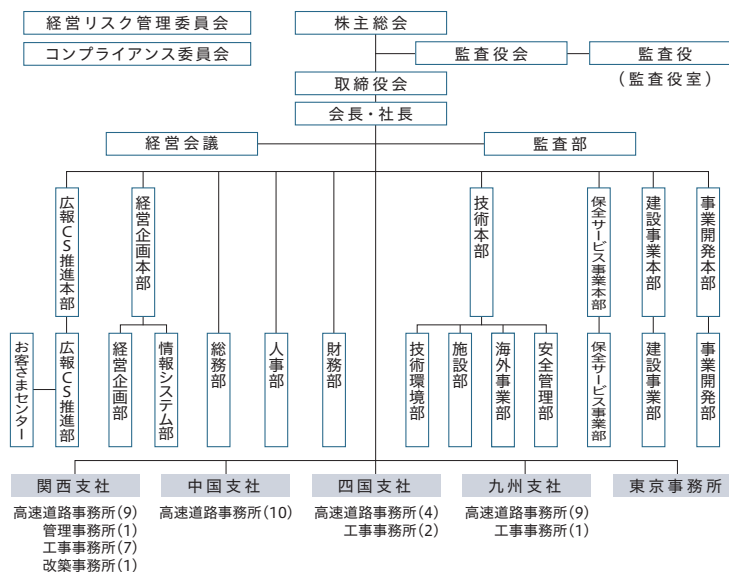 経営リスク管理委員会
コンプライアンス委員会
株主総会
監査役会
監査役
（監査役室）
取締役会
会長・社長
経営会議
監査部
広報CS推進本部
経営企画本部
技術本部
保全サービス事業本部
建設事業本部
事業開発本部
お客さまセンター
広報CS推進部
経営企画部
情報システム部
総務部
人事部
財務部
技術環境部
施設部
海外事業部
安全管理部
保全サービス事業部
建設事業部
事業開発部
関西支社
高速道路事務所(9)
管理事務所(1)
工事事務所(7)
改築事務所(1)
中国支社
高速道路事務所(10)
四国支社
高速道路事務所(4)
工事事務所(2)
九州支社
高速道路事務所(9)
工事事務所(1)
東京事務所